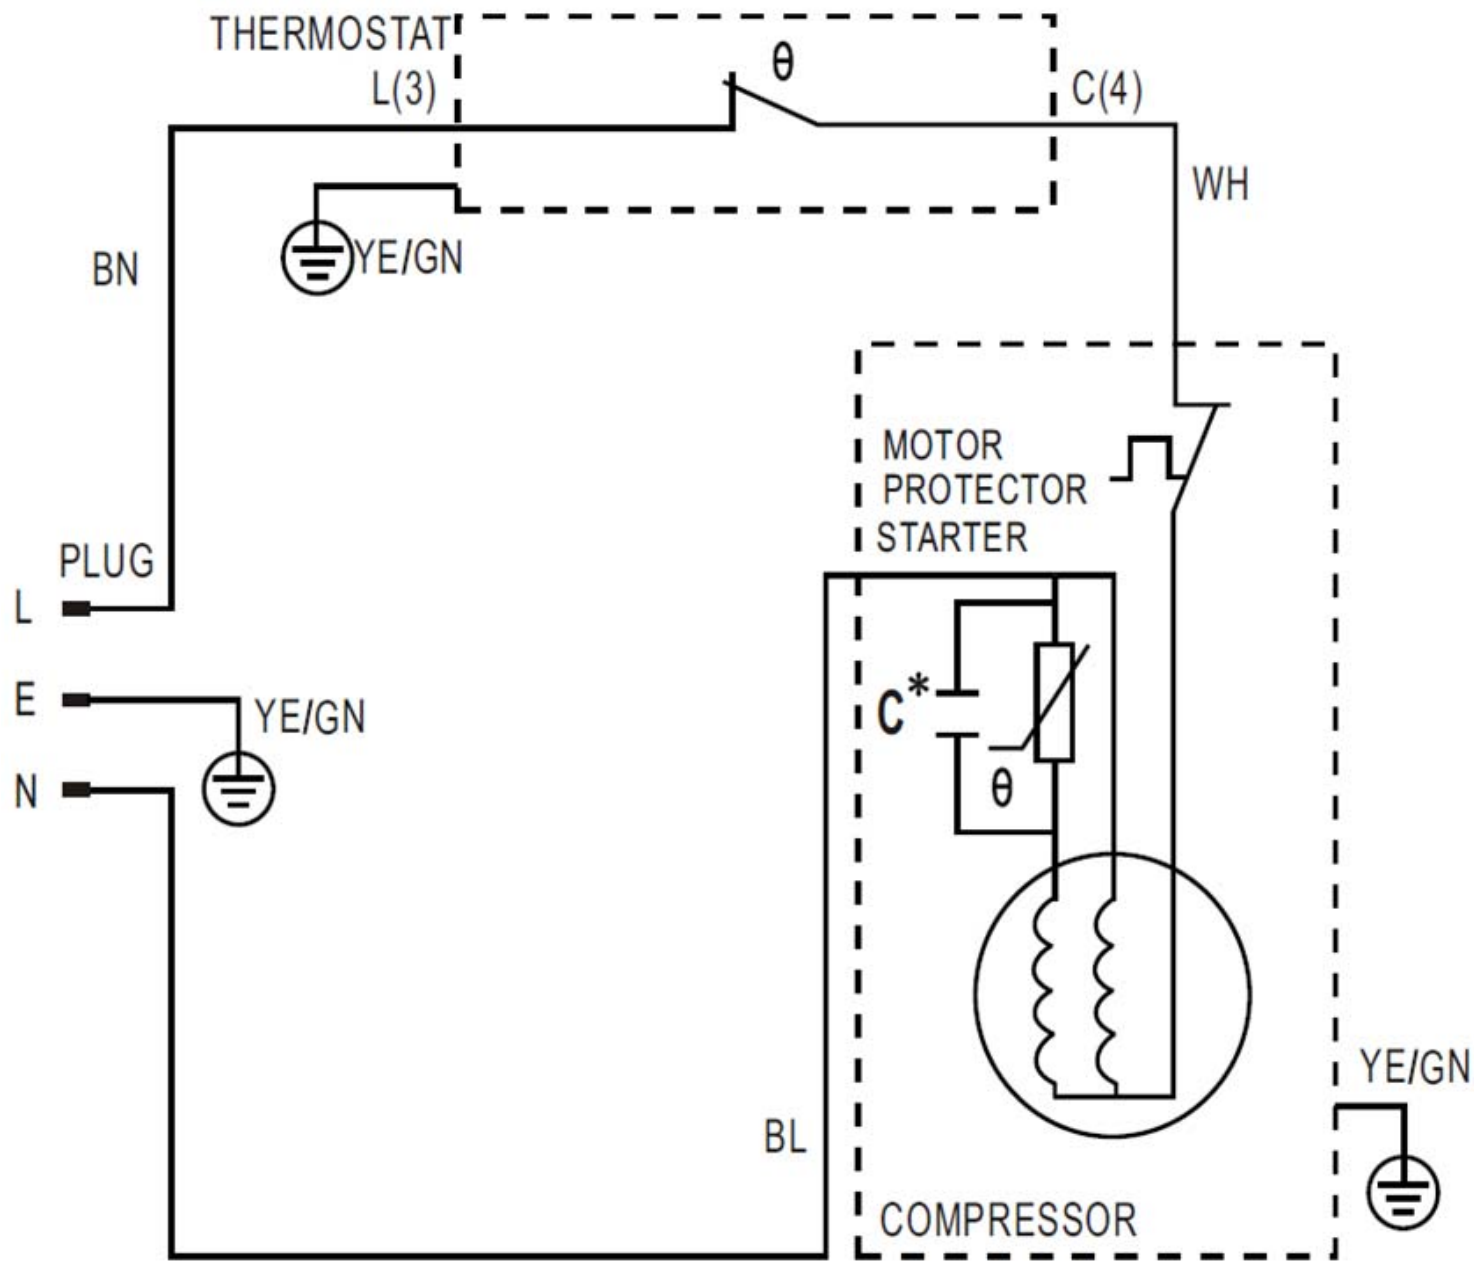 THERMOSTAT
θ
L(3)
C(4)
WH
YE/GN
BN
MOTOR
PROTECTOR
STARTER
PLUG
L
E
YE/GN
C*
N
θ
YE/GN
BL
COMPRESSOR